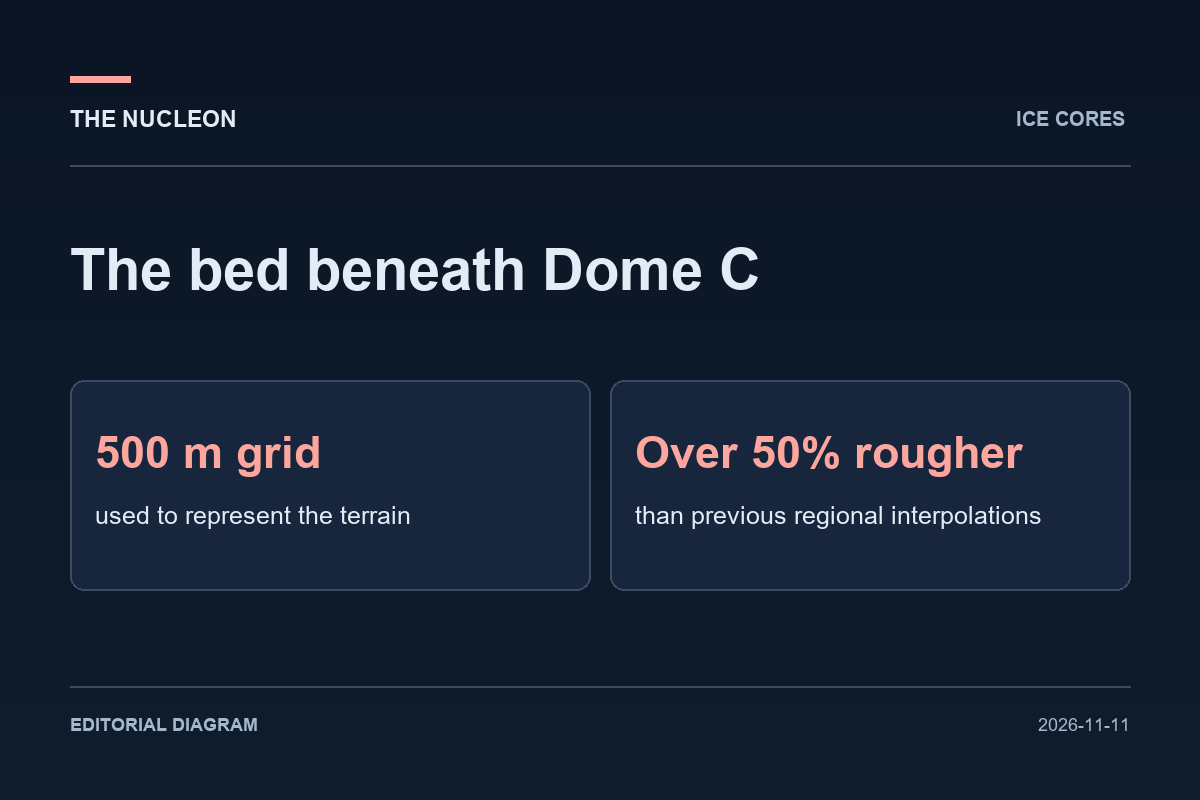 THE NUCLEON
ICE CORES
The bed beneath Dome C
500 m grid
used to represent the terrain
Over 50% rougher
than previous regional interpolations
EDITORIAL DIAGRAM
2026-11-11